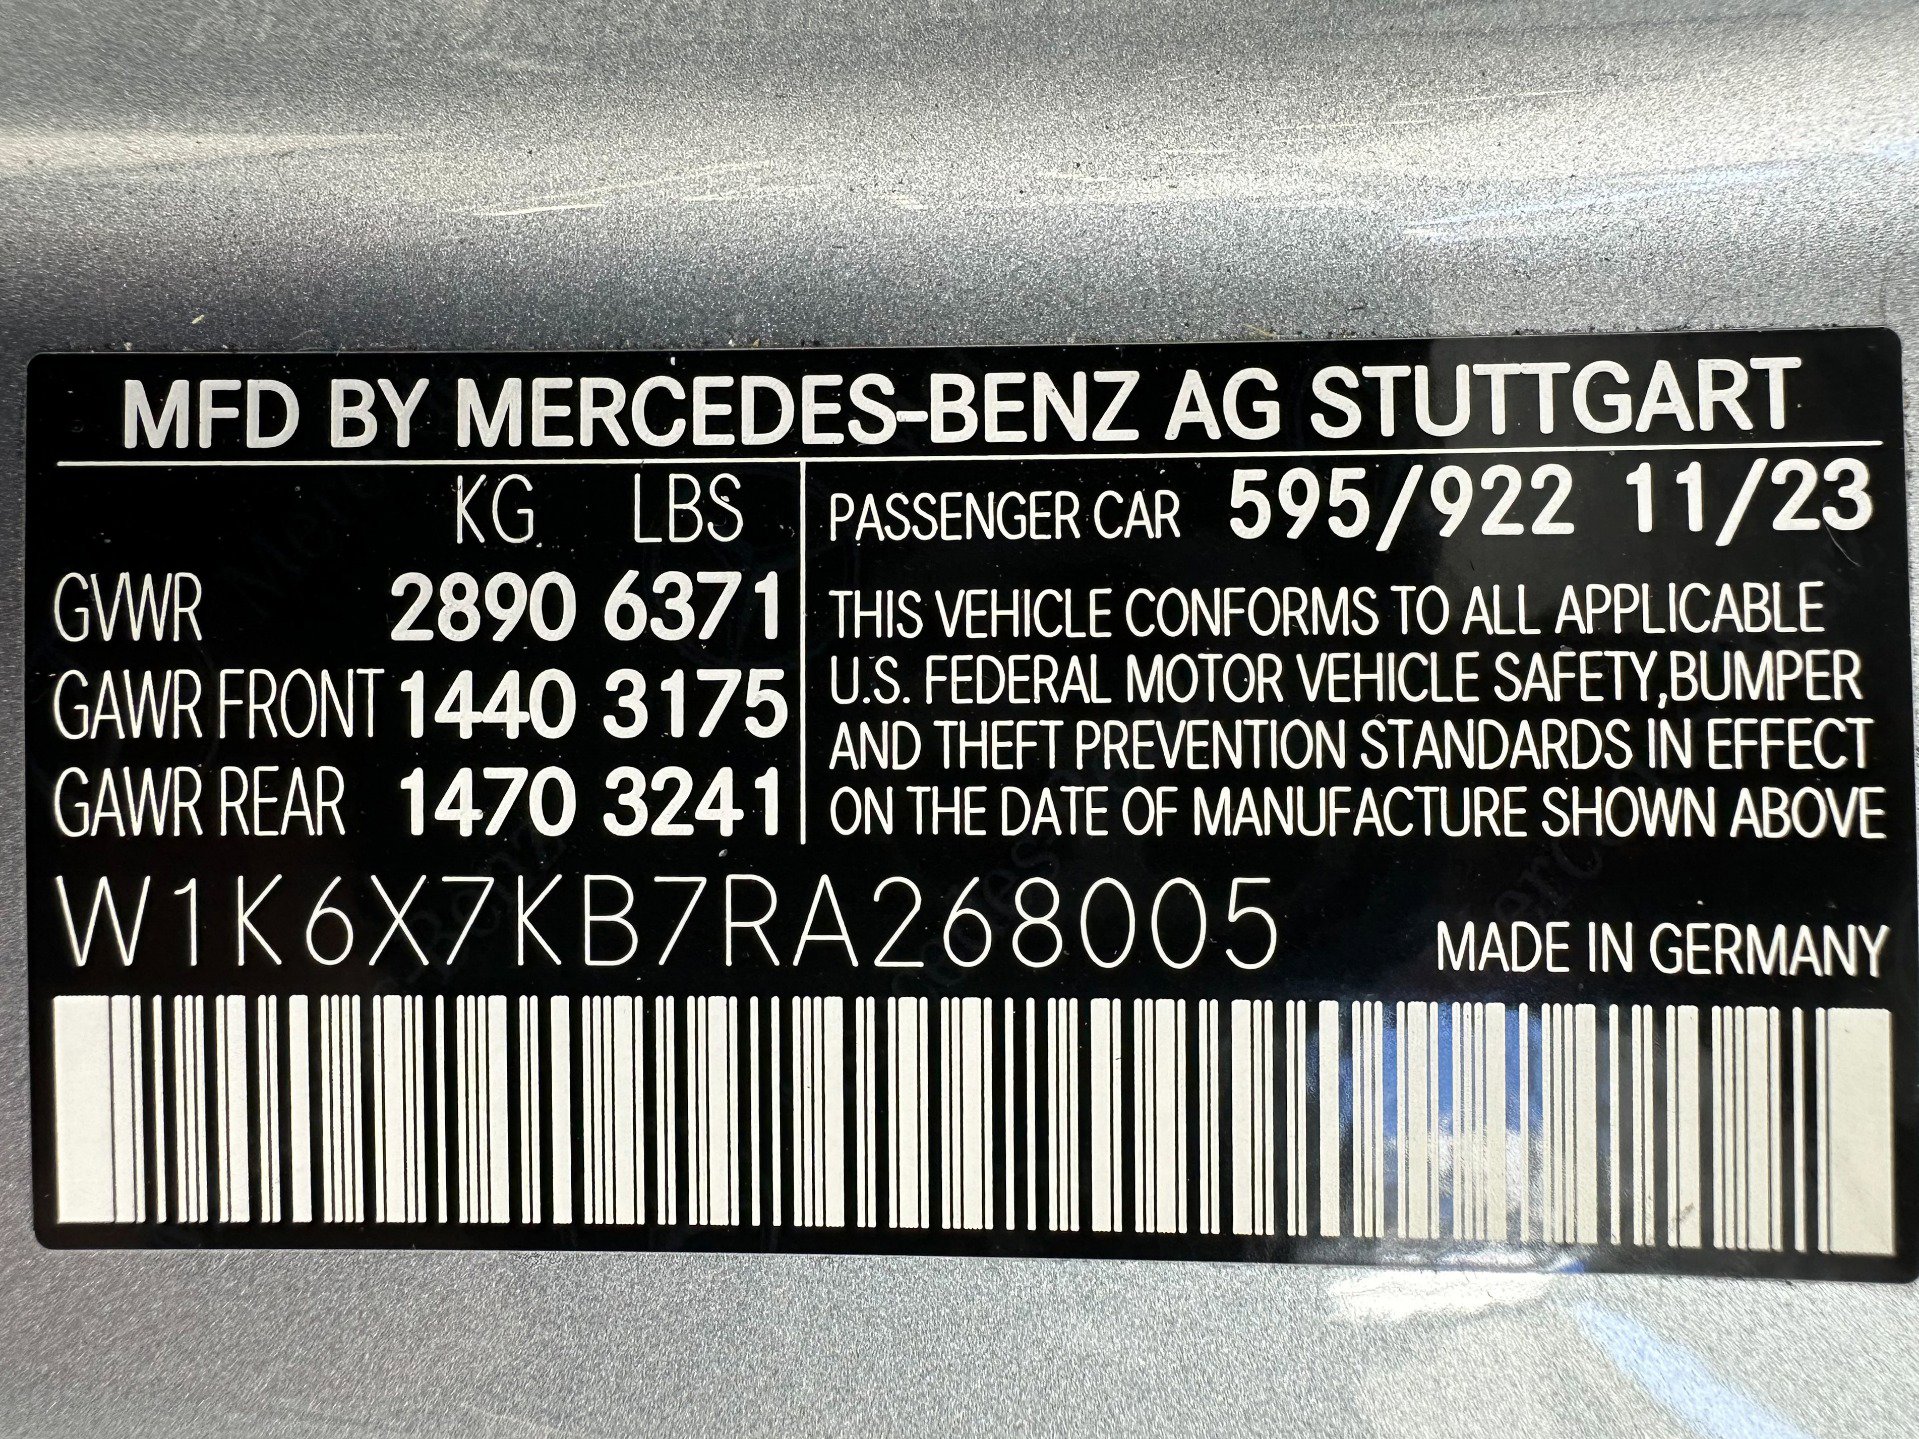 MFD BY MERCEDES-BENZ AG STUTTGART
KG LBS
GVWR 2890 6371
GAWR FRONT 1440 3175
GAWR REAR 1470 3241
PASSENGER CAR 595/922 11/23
THIS VEHICLE CONFORMS TO ALL APPLICABLE
U.S. FEDERAL MOTOR VEHICLE SAFETY,BUMPER
AND THEFT PREVENTION STANDARDS IN EFFECT
ON THE DATE OF MANUFACTURE SHOWN ABOVE
W1K6X7KB7RA268005
MADE IN GERMANY